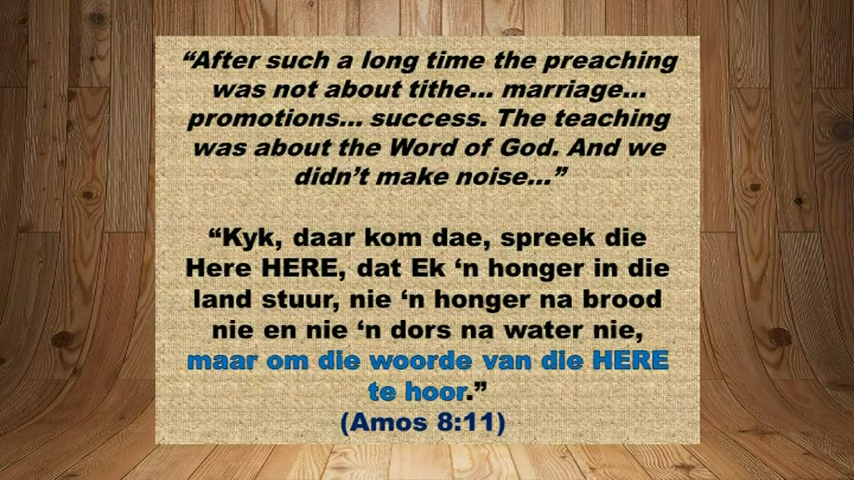 “After such a long time the preaching
was not about tithe... marriage...
promotions... success. The teaching
was about the Word of God. And we
didn’t make noise...”
“Kyk, daar kom dae, spreek die
Here HERE, dat Ek ‘n honger in die
land stuur, nie ‘n honger na brood
nie en nie ‘n dors na water nie,
maar om die woorde van die HERE
te hoor.”
(Amos 8:11)